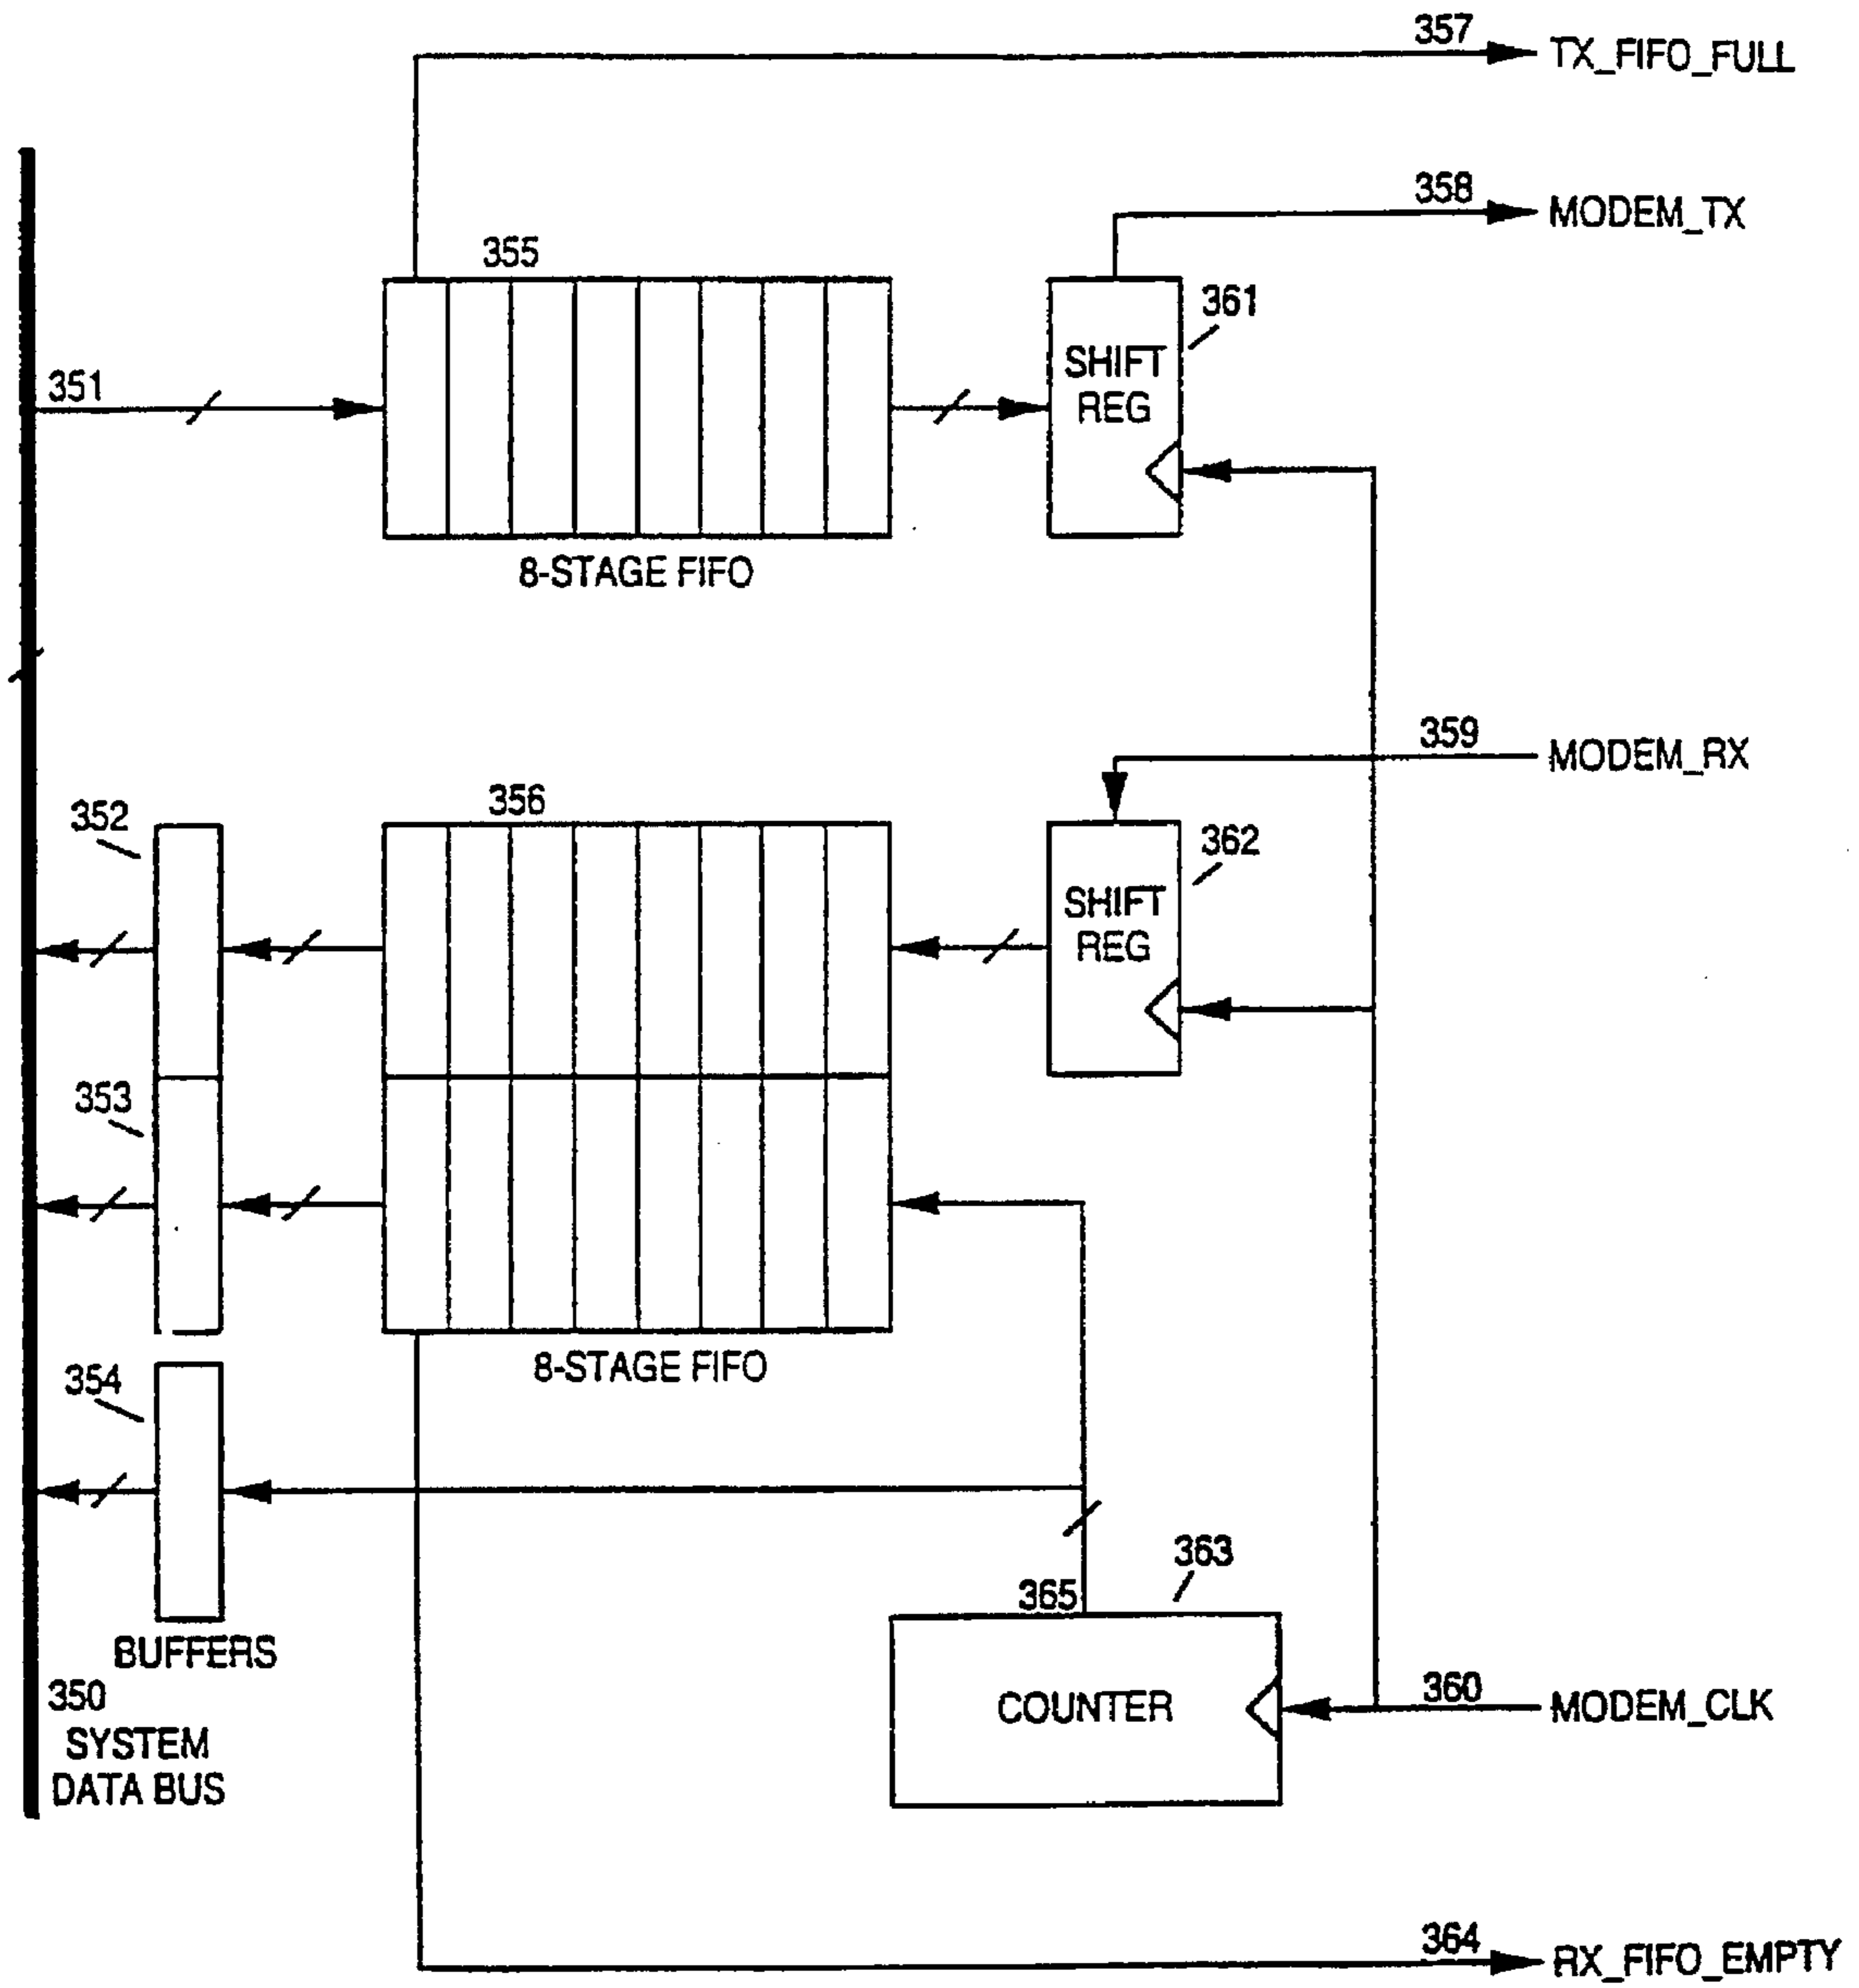 357
TX_FIFO_FULL
358
MODEM_TX
355
361
SHIFT
REG
351
8-STAGE FIFO
359
MODEM_RX
352
356
362
SHIFT
REG
353
8-STAGE FIFO
354
363
365
BUFFERS
350
SYSTEM
DATA BUS
COUNTER
360
MODEM_CLK
364
RX_FIFO_EMPTY